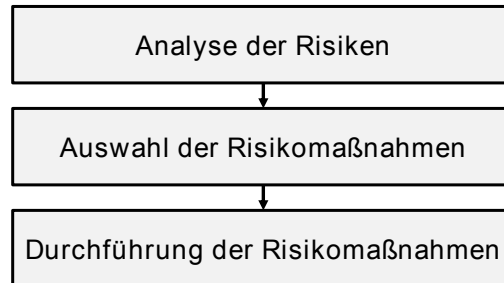 Analyse der Risiken
Auswahl der Risikomaßnahmen
Durchführung der Risikomaßnahmen